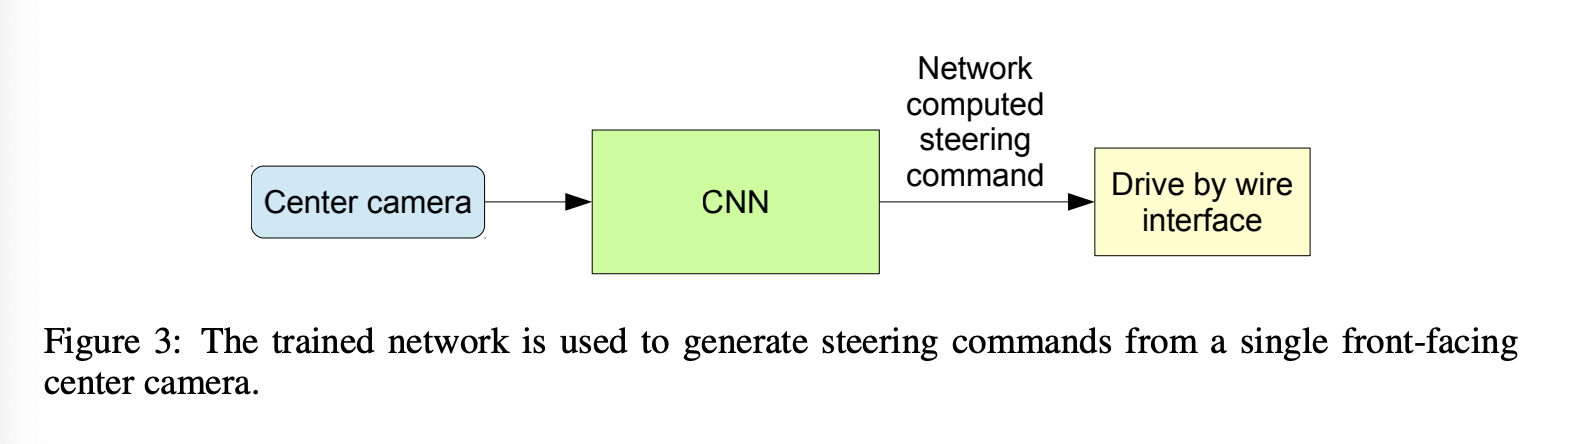 Network
computed
steering
command
Center camera
CNN
Drive by wire
interface
Figure 3: The trained network is used to generate steering commands from a single front-facing
center camera.